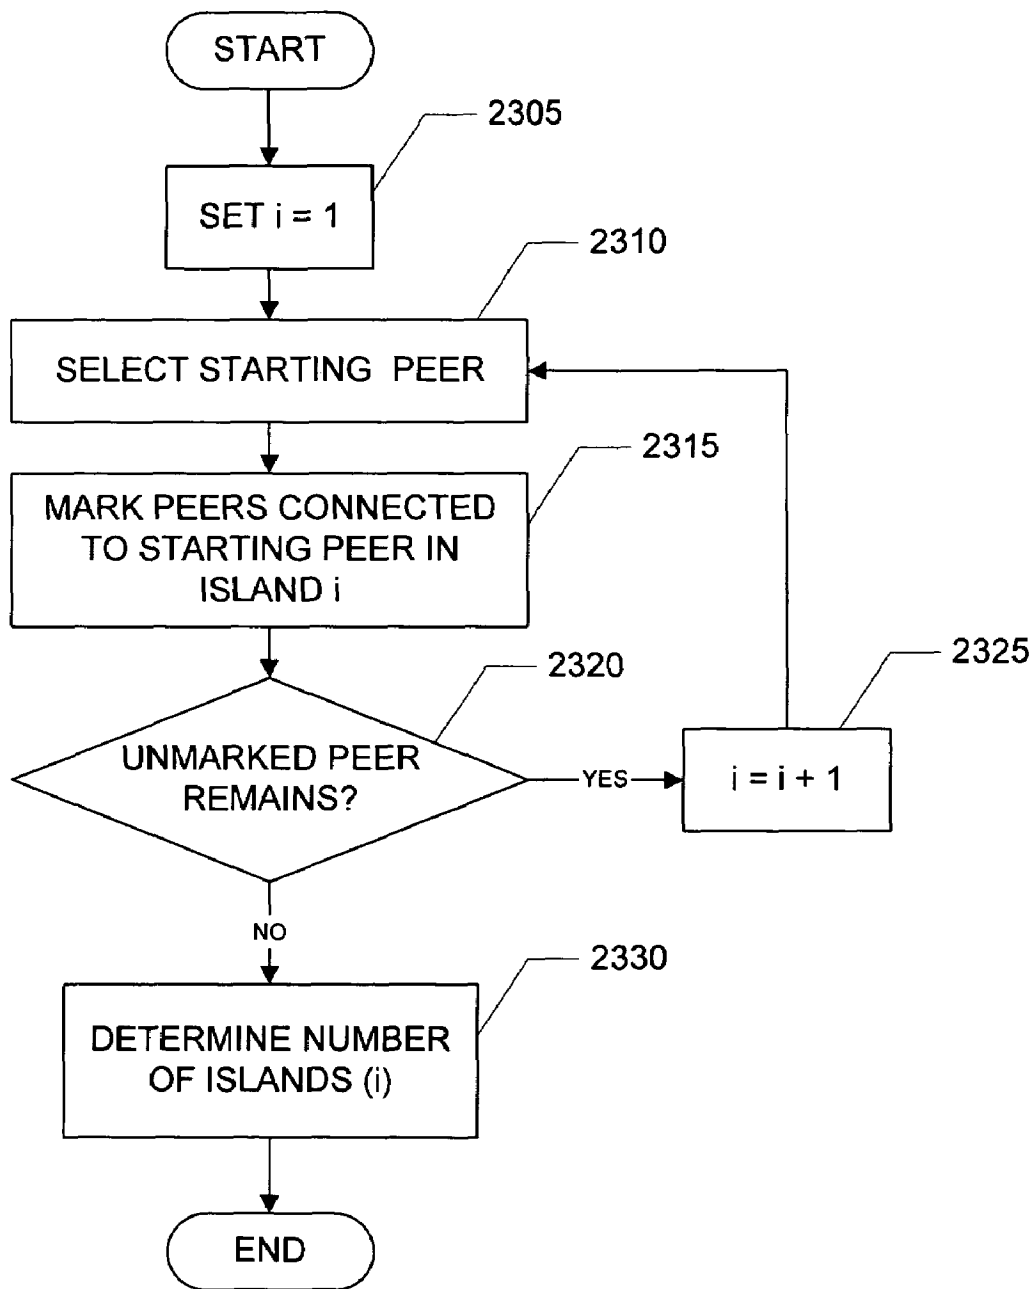 START
2305
SET i = 1
2310
SELECT STARTING PEER
2315
MARK PEERS CONNECTED
TO STARTING PEER IN
ISLAND i
2320
UNMARKED PEER
REMAINS?
YES
2325
i = i + 1
NO
2330
DETERMINE NUMBER
OF ISLANDS (i)
END